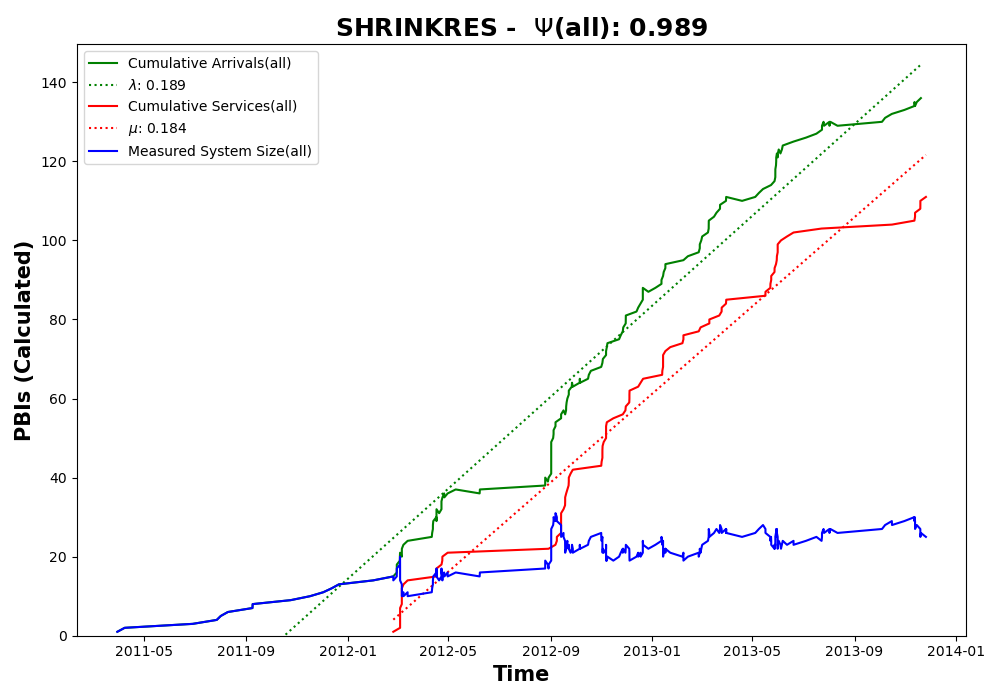 SHRINKRES - Ψ(all): 0.989
Cumulative Arrivals(all)
λ: 0.189
Cumulative Services(all)
μ: 0.184
Measured System Size(all)
PBIs (Calculated)
140
120
100
80
60
40
20
0
2011-05 2011-09 2012-01 2012-05 2012-09 2013-01 2013-05 2013-09 2014-01
Time